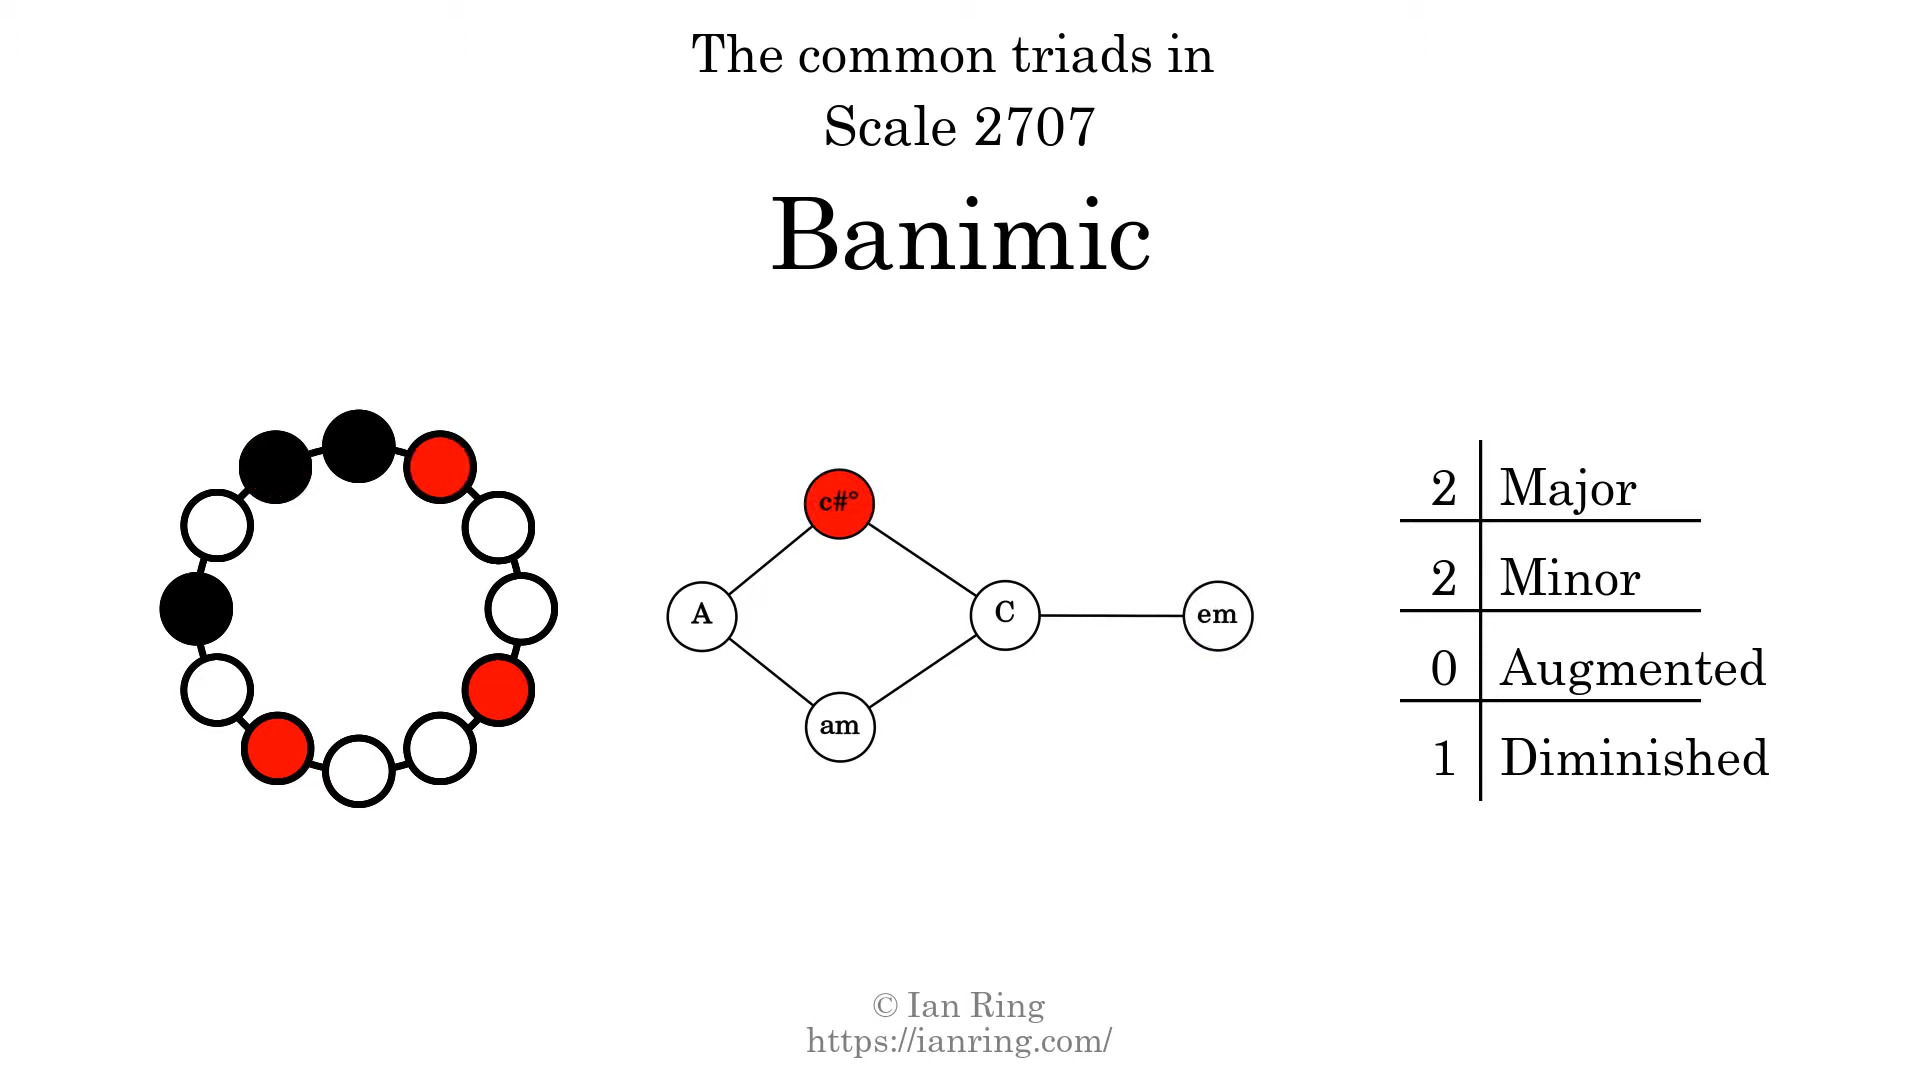 The common triads in
Scale 2707
Banimic
c#°
A
C
em
am
2 Major
2 Minor
0 Augmented
1 Diminished
© Ian Ring
https://ianring.com/